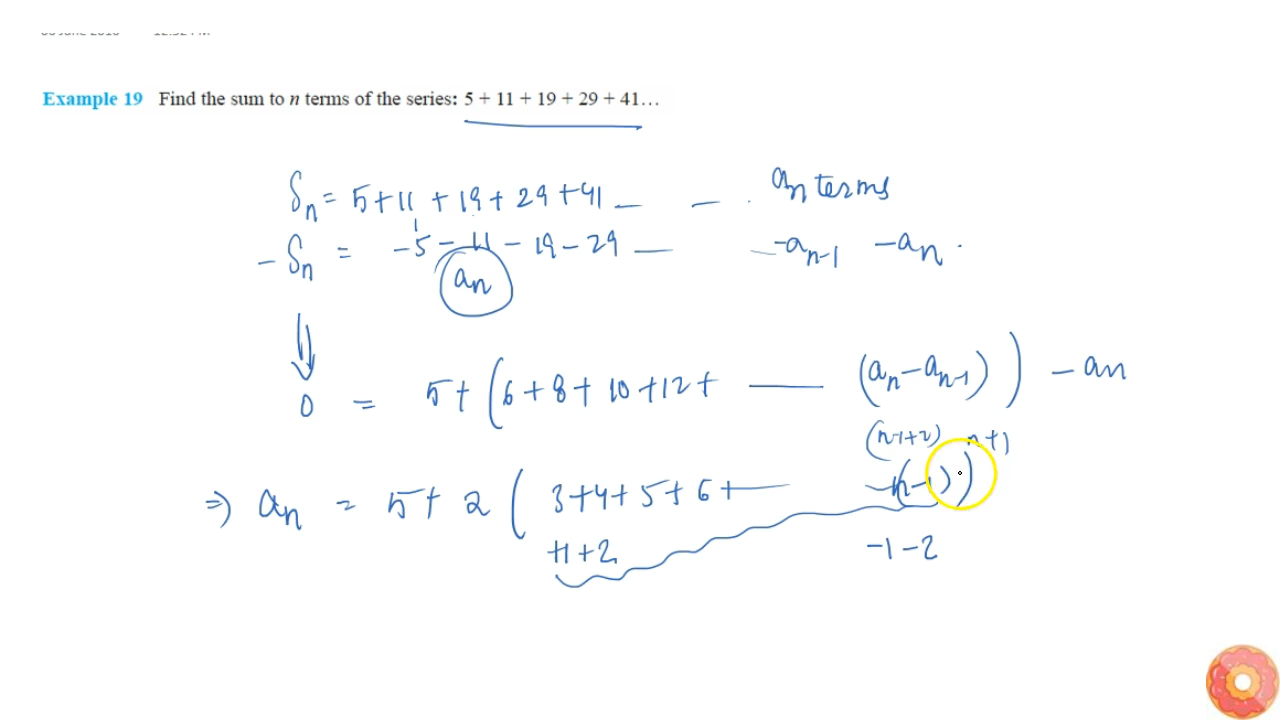 Example 19 Find the sum to n terms of the series: 5 + 11 + 19 + 29 + 41…
Sn = 5+11 + 19 + 29 +41 — — . an terms
- Sn = -5 - 11 - 19 - 29 — -an-1 -an .
an
0 = 5+ (6+8+10+12+ — (an-an-1)) - an
(n-1+2) n+1
⇒ an = 5+ 2 ( 3+4+5+6+ — (n-1))
+1+2 -1-2